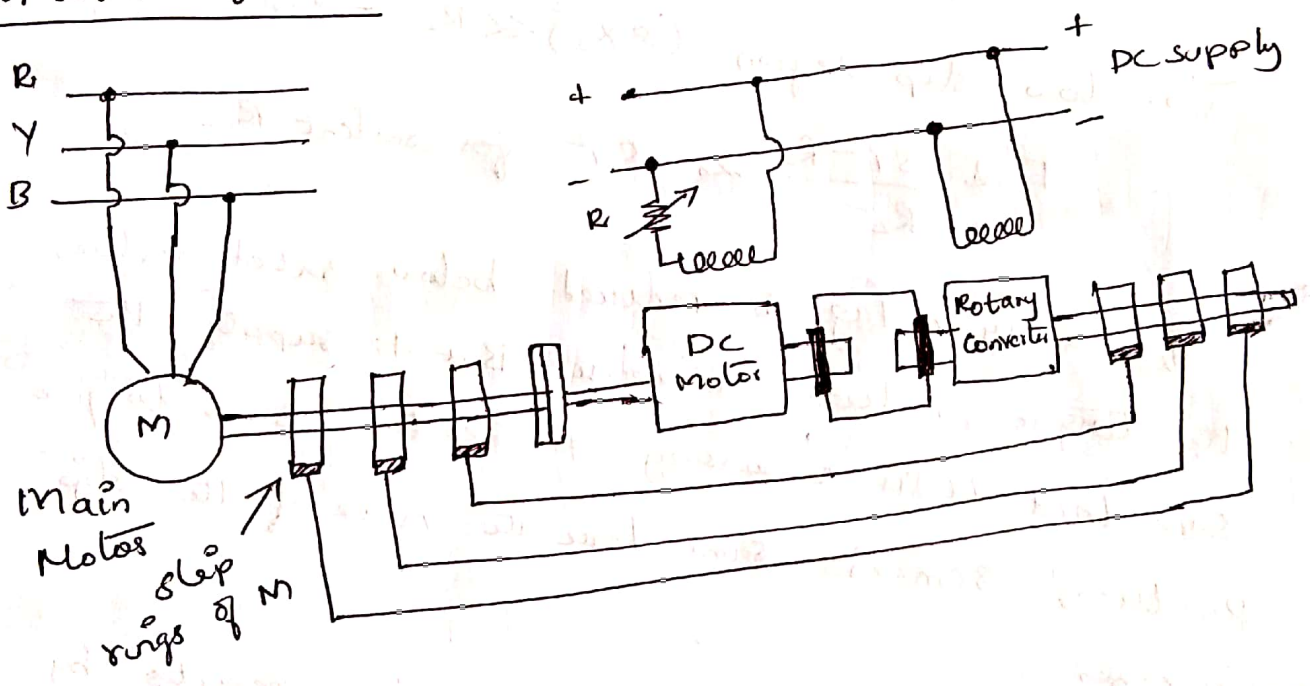 R
Y
B
+
+
DC supply
-
-
R
DC
Motor
Rotary
Converter
M
Main
Motor
slip
rings of M